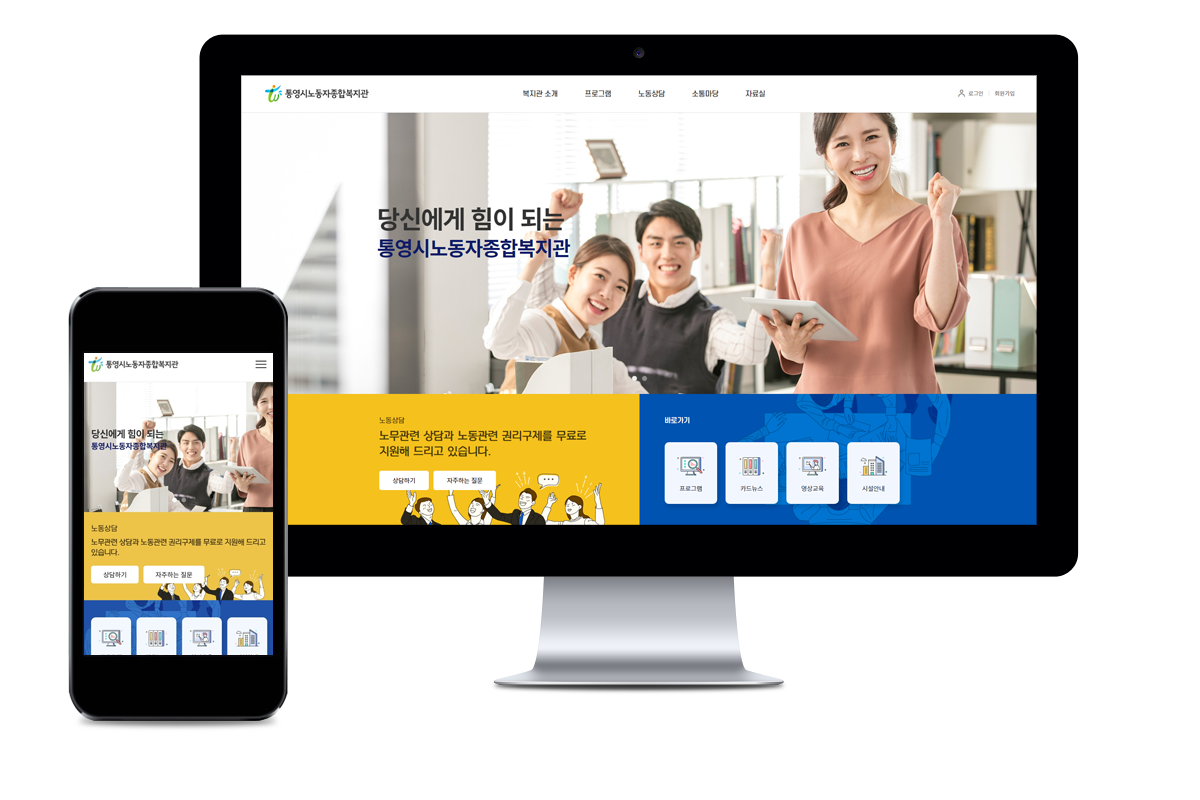 통영시노동자종합복지관
복지관 소개
프로그램
노동상담
소통마당
자료실
로그인
회원가입
당신에게 힘이 되는
통영시노동자종합복지관
노동상담
노무관련 상담과 노동관련 권리구제를 무료로
지원해 드리고 있습니다.
상담하기
자주하는 질문
바로가기
프로그램
카드뉴스
영상교육
시설안내
통영시노동자종합복지관
당신에게 힘이 되는
통영시노동자종합복지관
노동상담
노무관련 상담과 노동관련 권리구제를 무료로 지원해 드리고
있습니다.
상담하기
자주하는 질문